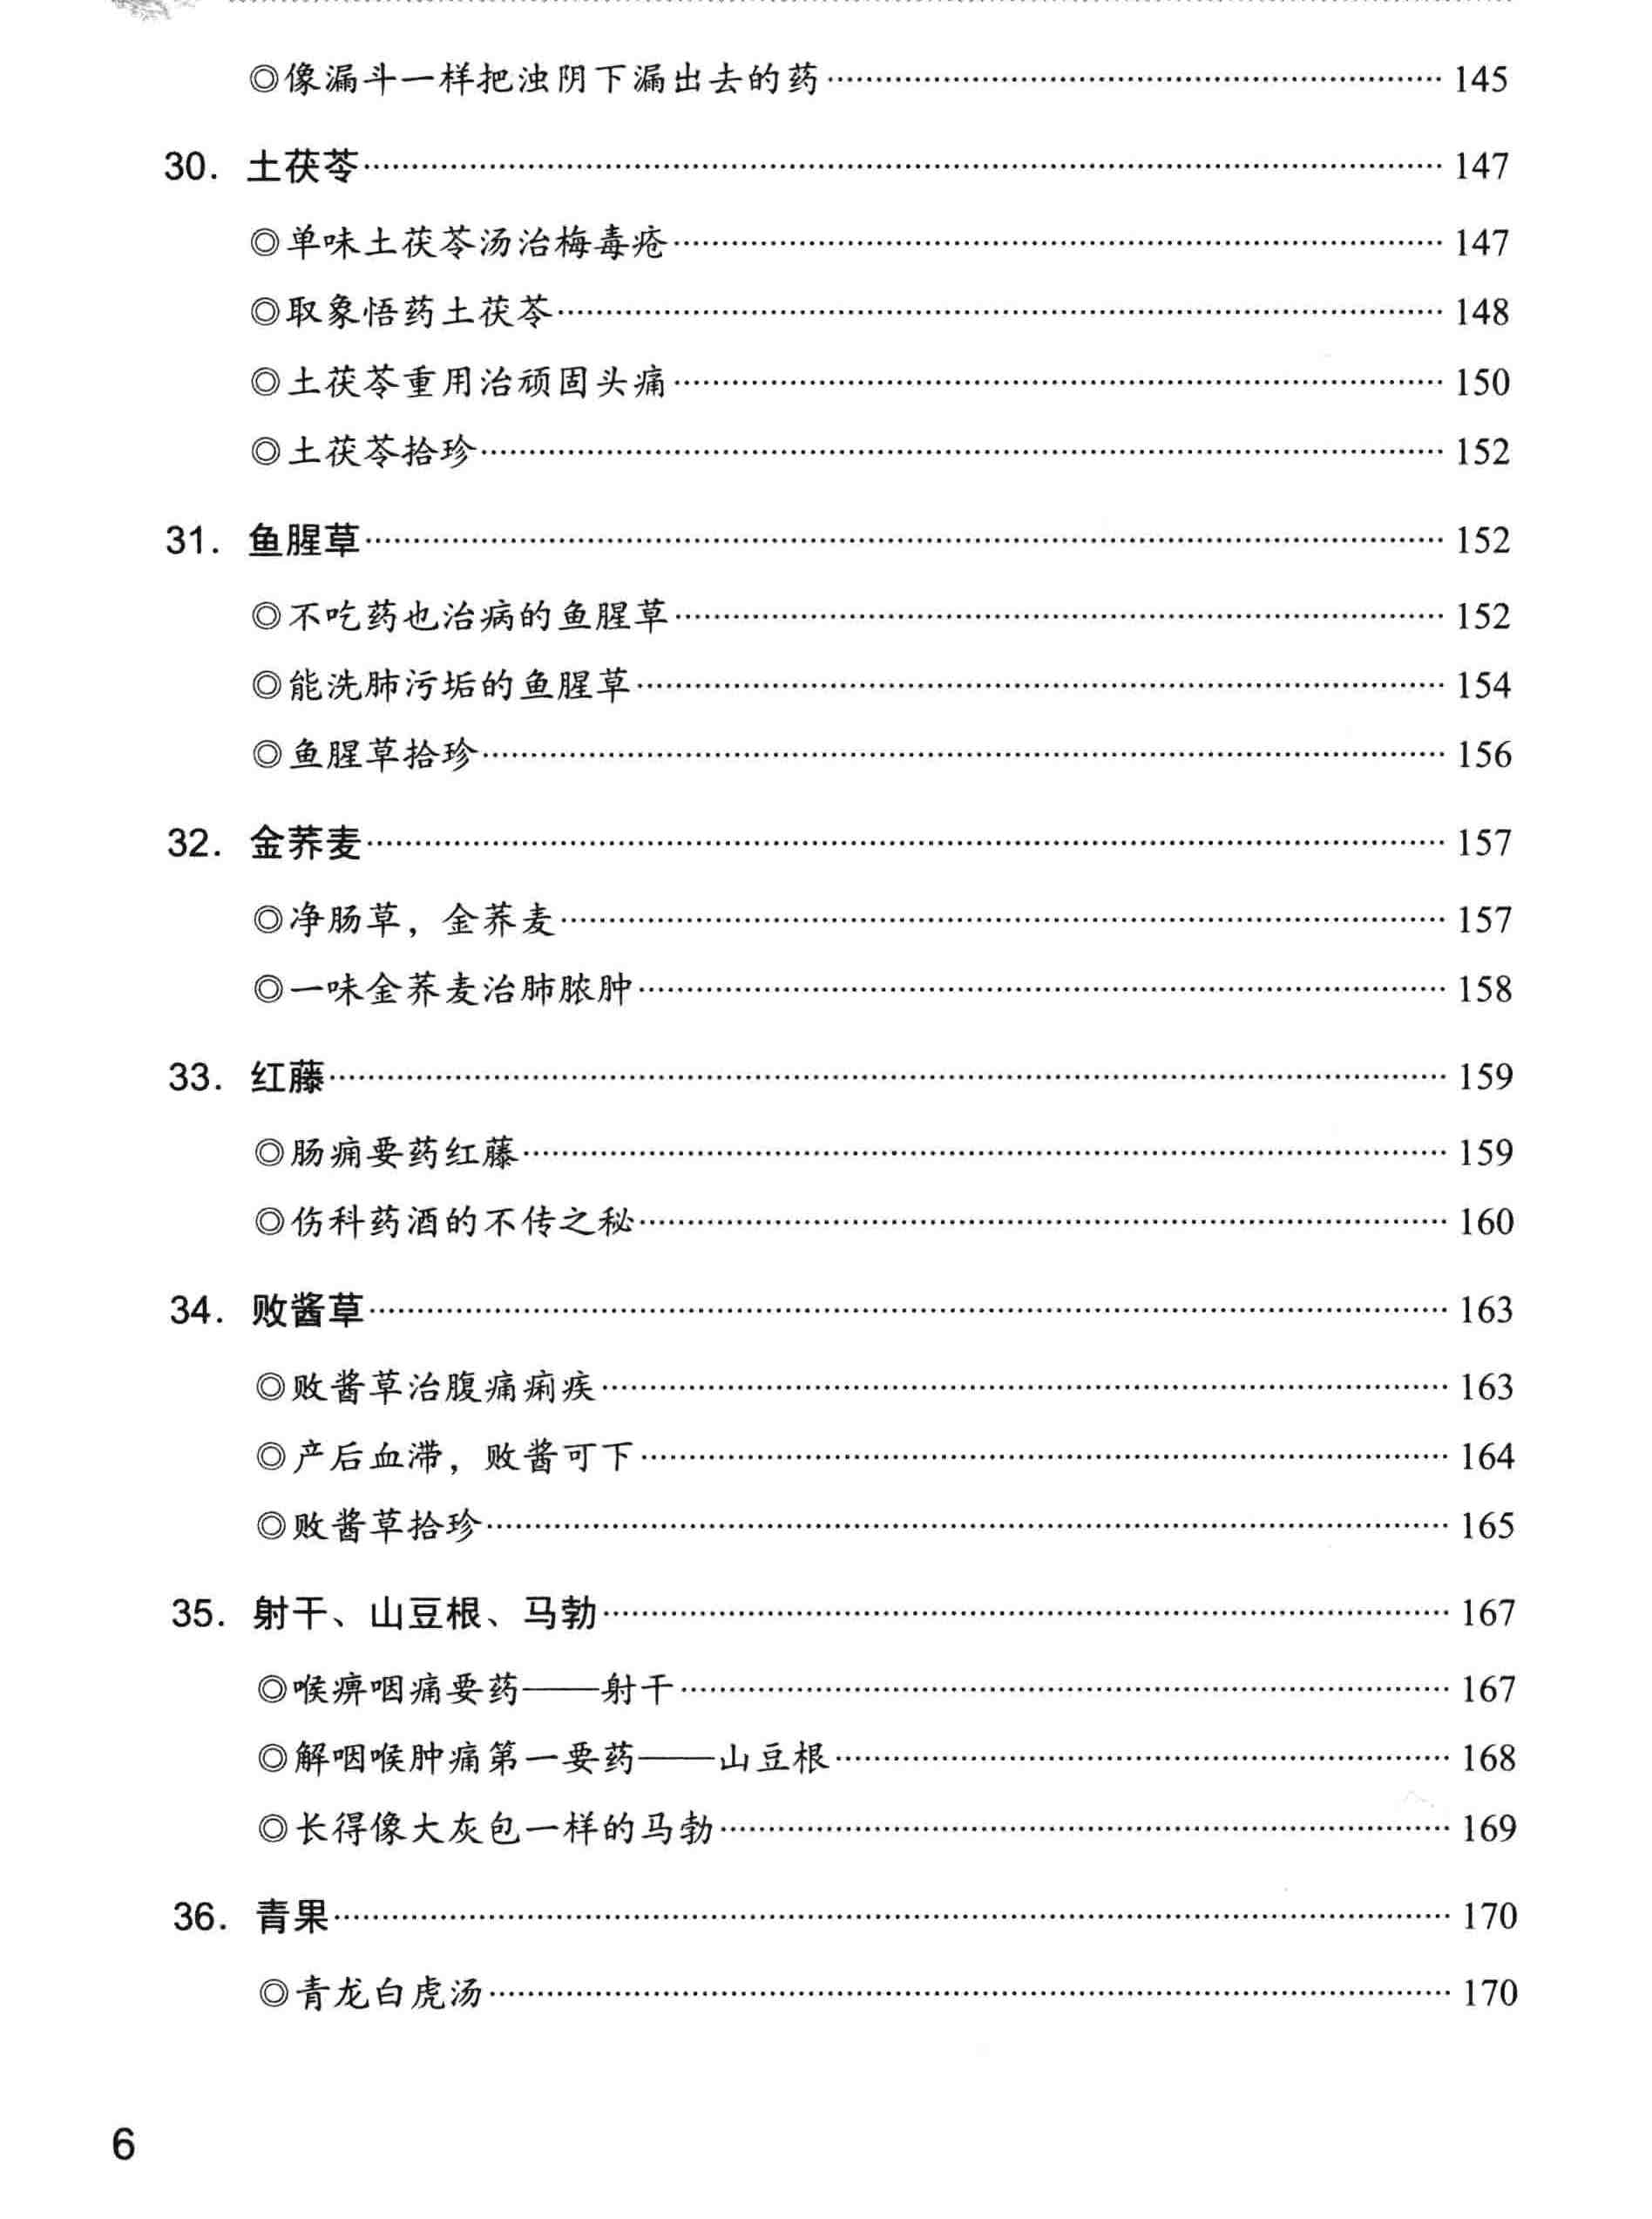 ◎像漏斗一样把浊阴下漏出去的药 145
30. 土茯苓 147
◎单味土茯苓汤治梅毒疮 147
◎取象悟药土茯苓 148
◎土茯苓重用治顽固头痛 150
◎土茯苓拾珍 152
31. 鱼腥草 152
◎不吃药也治病的鱼腥草 152
◎能洗肺污垢的鱼腥草 154
◎鱼腥草拾珍 156
32. 金荞麦 157
◎净肠草，金荞麦 157
◎一味金荞麦治肺脓肿 158
33. 红藤 159
◎肠痈要药红藤 159
◎伤科药酒的不传之秘 160
34. 败酱草 163
◎败酱草治腹痛痢疾 163
◎产后血滞，败酱可下 164
◎败酱草拾珍 165
35. 射干、山豆根、马勃 167
◎喉痹咽痛要药——射干 167
◎解咽喉肿痛第一要药——山豆根 168
◎长得像大灰包一样的马勃 169
36. 青果 170
◎青龙白虎汤 170
6